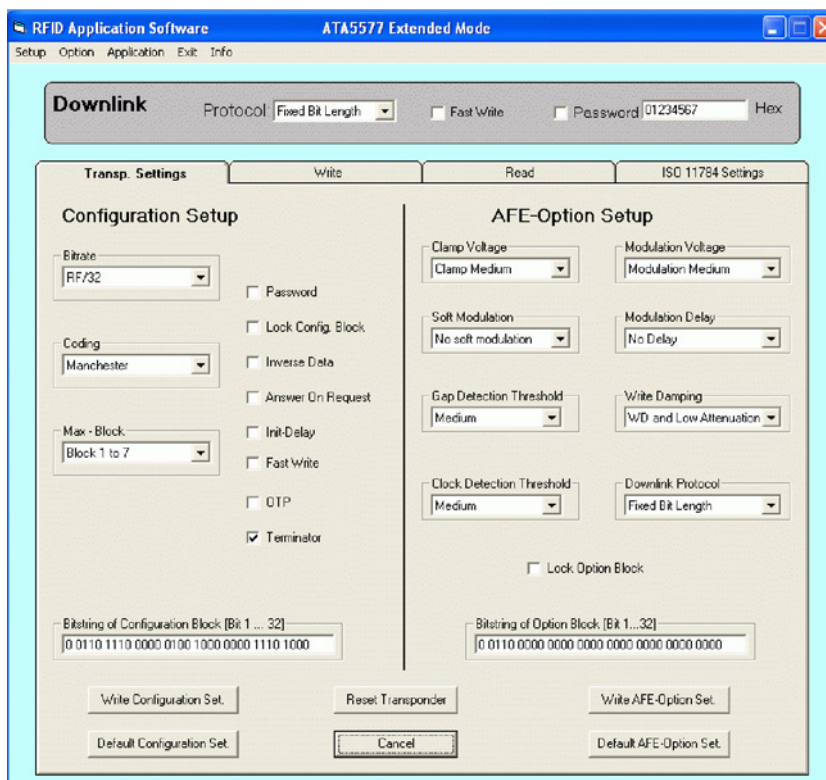 RFID Application Software ATA5577 Extended Mode
Setup Option Application Exit Info
Downlink Protocol: Fixed Bit Length Fast Write Password 01234567 Hex
Transp. Settings Write Read ISO 11784 Settings
Configuration Setup
Bitrate
RF/32
Coding
Manchester
Max - Block
Block 1 to 7
Password
Lock Config. Block
Inverse Data
Answer On Request
Init-Delay
Fast Write
OTP
Terminator
Bitstring of Configuration Block [Bit 1 ... 32]
0 0110 1110 0000 0100 1000 0000 1110 1000
AFE-Option Setup
Clamp Voltage
Clamp Medium
Modulation Voltage
Modulation Medium
Soft Modulation
No soft modulation
Modulation Delay
No Delay
Gap Detection Threshold
Medium
Write Damping
WD and Low Attenuation
Clock Detection Threshold
Medium
Downlink Protocol
Fixed Bit Length
Lock Option Block
Bitstring of Option Block [Bit 1...32]
0 0110 0000 0000 0000 0000 0000 0000 0000
Write Configuration Set. Reset Transponder Write AFE-Option Set.
Default Configuration Set. Cancel Default AFE-Option Set.